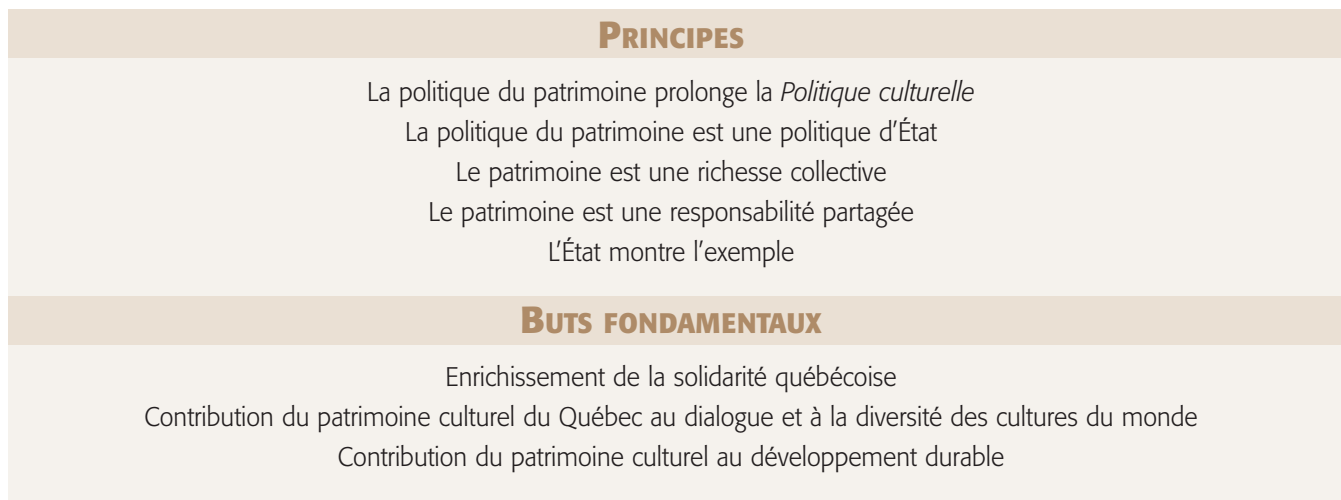 PRINCIPES
La politique du patrimoine prolonge la Politique culturelle
La politique du patrimoine est une politique d’État
Le patrimoine est une richesse collective
Le patrimoine est une responsabilité partagée
L’État montre l’exemple
BUTS FONDAMENTAUX
Enrichissement de la solidarité québécoise
Contribution du patrimoine culturel du Québec au dialogue et à la diversité des cultures du monde
Contribution du patrimoine culturel au développement durable